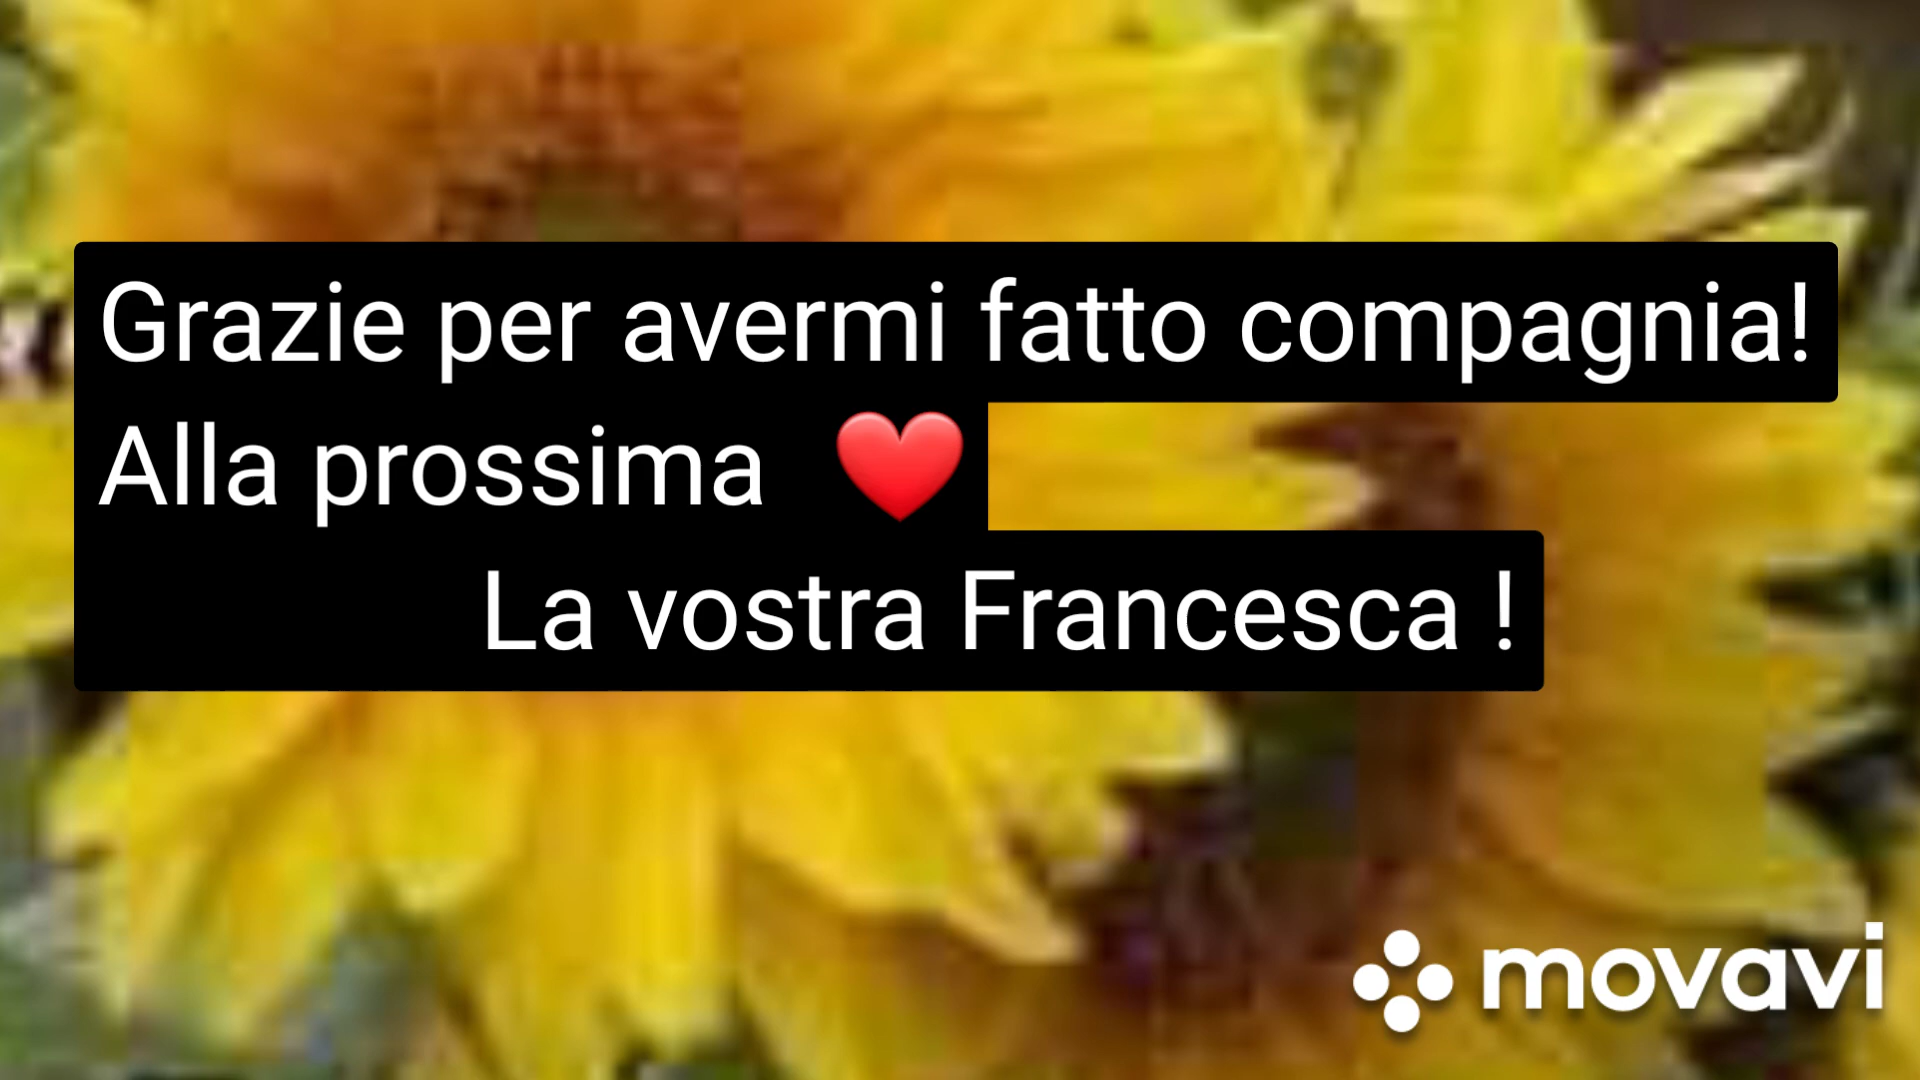 Grazie per avermi fatto compagnia!
Alla prossima ❤️
La vostra Francesca !
movavi